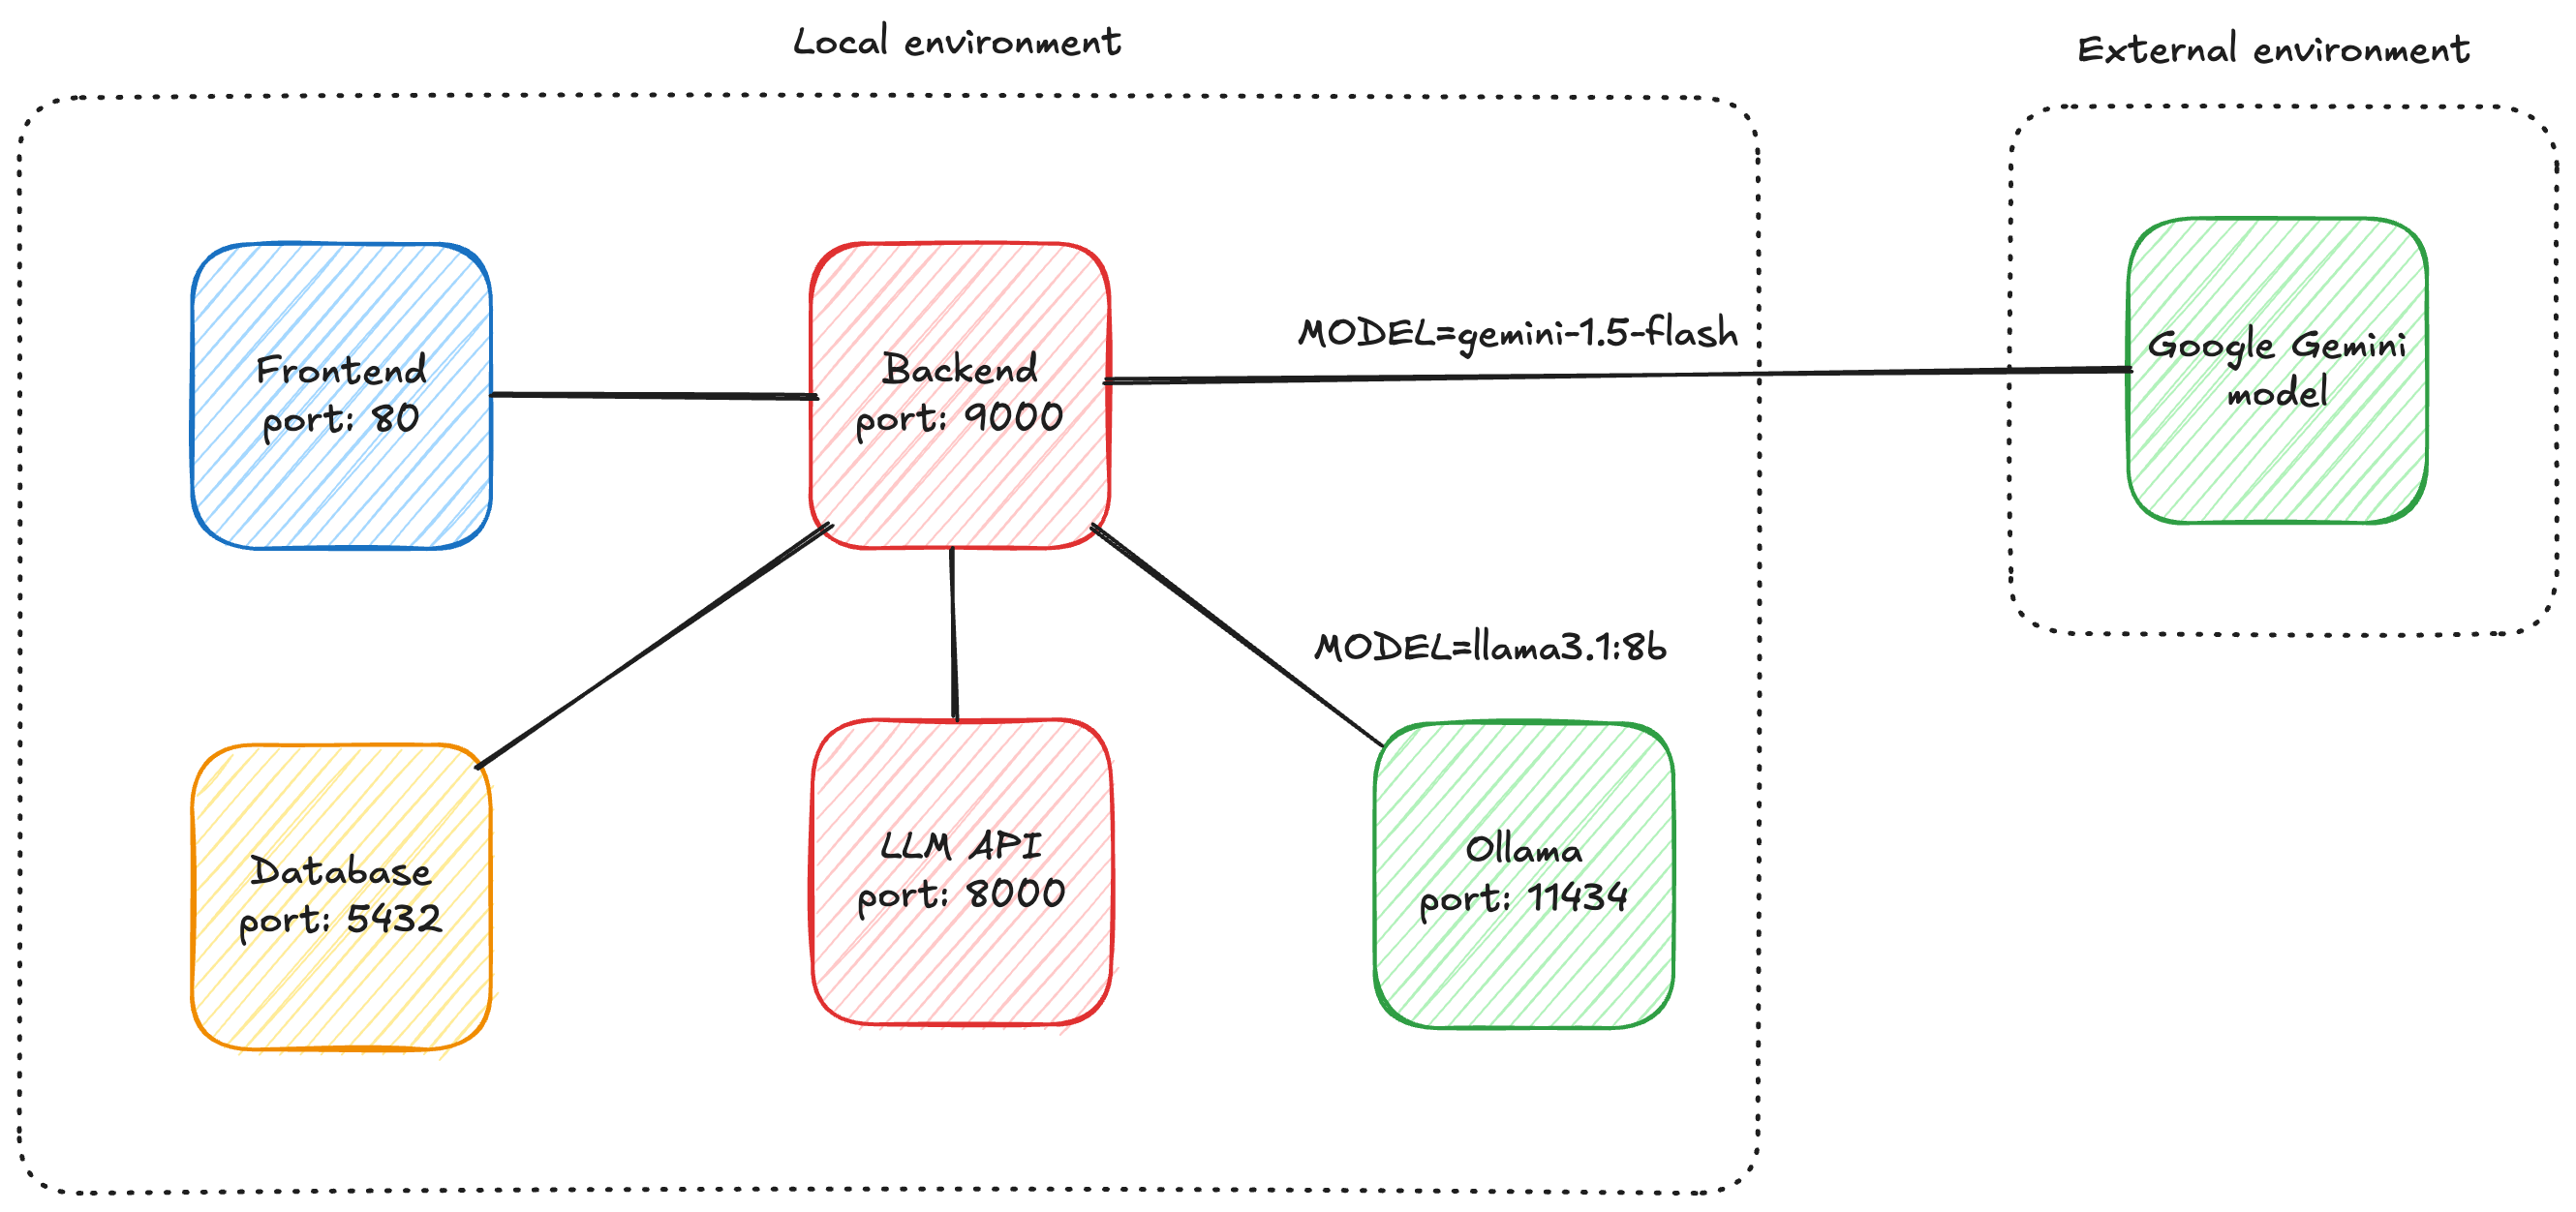 Local environment
External environment
Frontend
port: 80
Backend
port: 9000
MODEL=gemini-1.5-flash
Google Gemini
model
MODEL=llama3.1:8b
Database
port: 5432
LLM API
port: 8000
Ollama
port: 11434